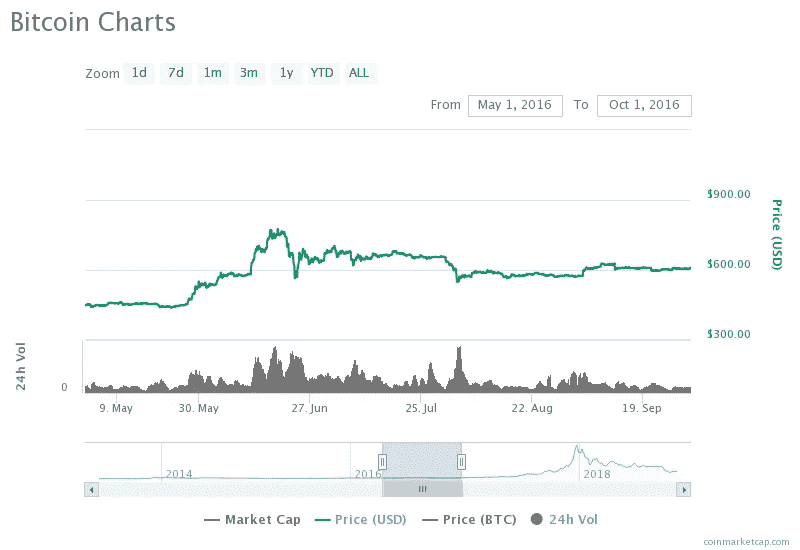 Bitcoin Charts
Zoom 1d 7d 1m 3m 1y YTD ALL
From May 1, 2016 To Oct 1, 2016
$900.00
$600.00
$300.00
Price (USD)
24h Vol
0
9. May 30. May 27. Jun 25. Jul 22. Aug 19. Sep
2014 2016 2018
Market Cap Price (USD) Price (BTC) 24h Vol
coinmarketcap.com